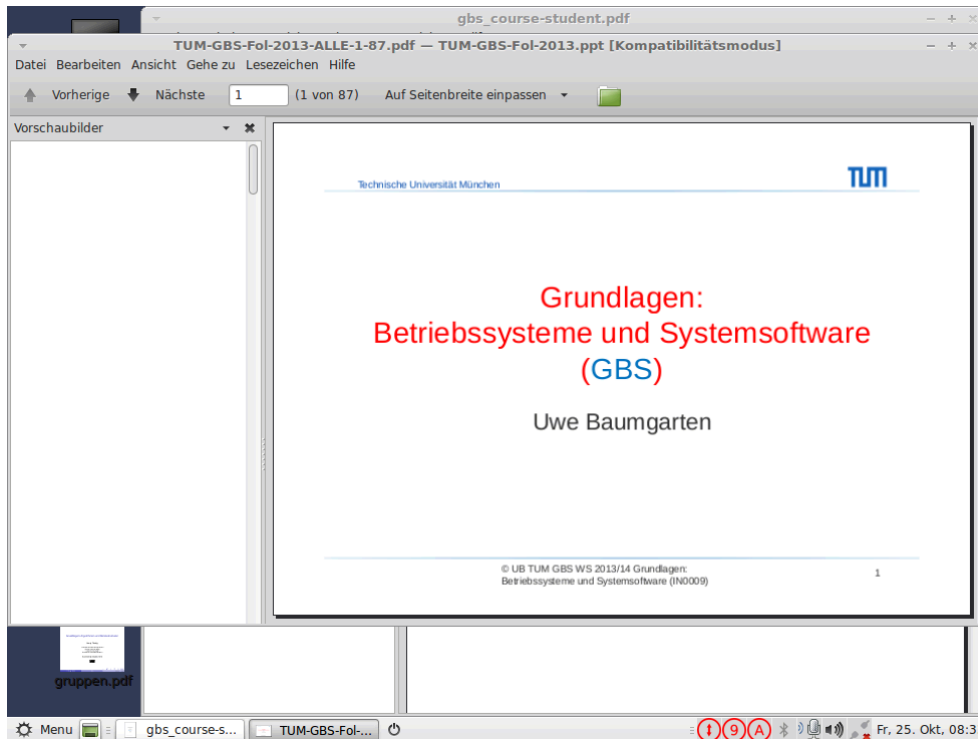 gbs_course-student.pdf
TUM-GBS-Fol-2013-ALLE-1-87.pdf — TUM-GBS-Fol-2013.ppt [Kompatibilitätsmodus]
Datei Bearbeiten Ansicht Gehe zu Lesezeichen Hilfe
Vorherige Nächste 1 (1 von 87) Auf Seitenbreite einpassen
Vorschaubilder
Technische Universität München
TUM
Grundlagen:
Betriebssysteme und Systemsoftware
(GBS)
Uwe Baumgarten
© UB TUM GBS WS 2013/14 Grundlagen:
Betriebssysteme und Systemsoftware (IN0009)
1
gruppen.pdf
Menu gbs_course-s... TUM-GBS-Fol-... 9 A Fr, 25. Okt, 08:3